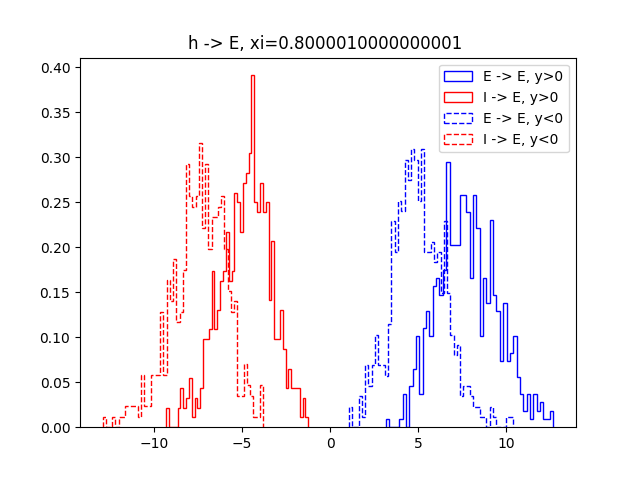 h -> E, xi=0.8000010000000001
E -> E, y>0
I -> E, y>0
E -> E, y<0
I -> E, y<0
0.40
0.35
0.30
0.25
0.20
0.15
0.10
0.05
0.00
−10 −5 0 5 10